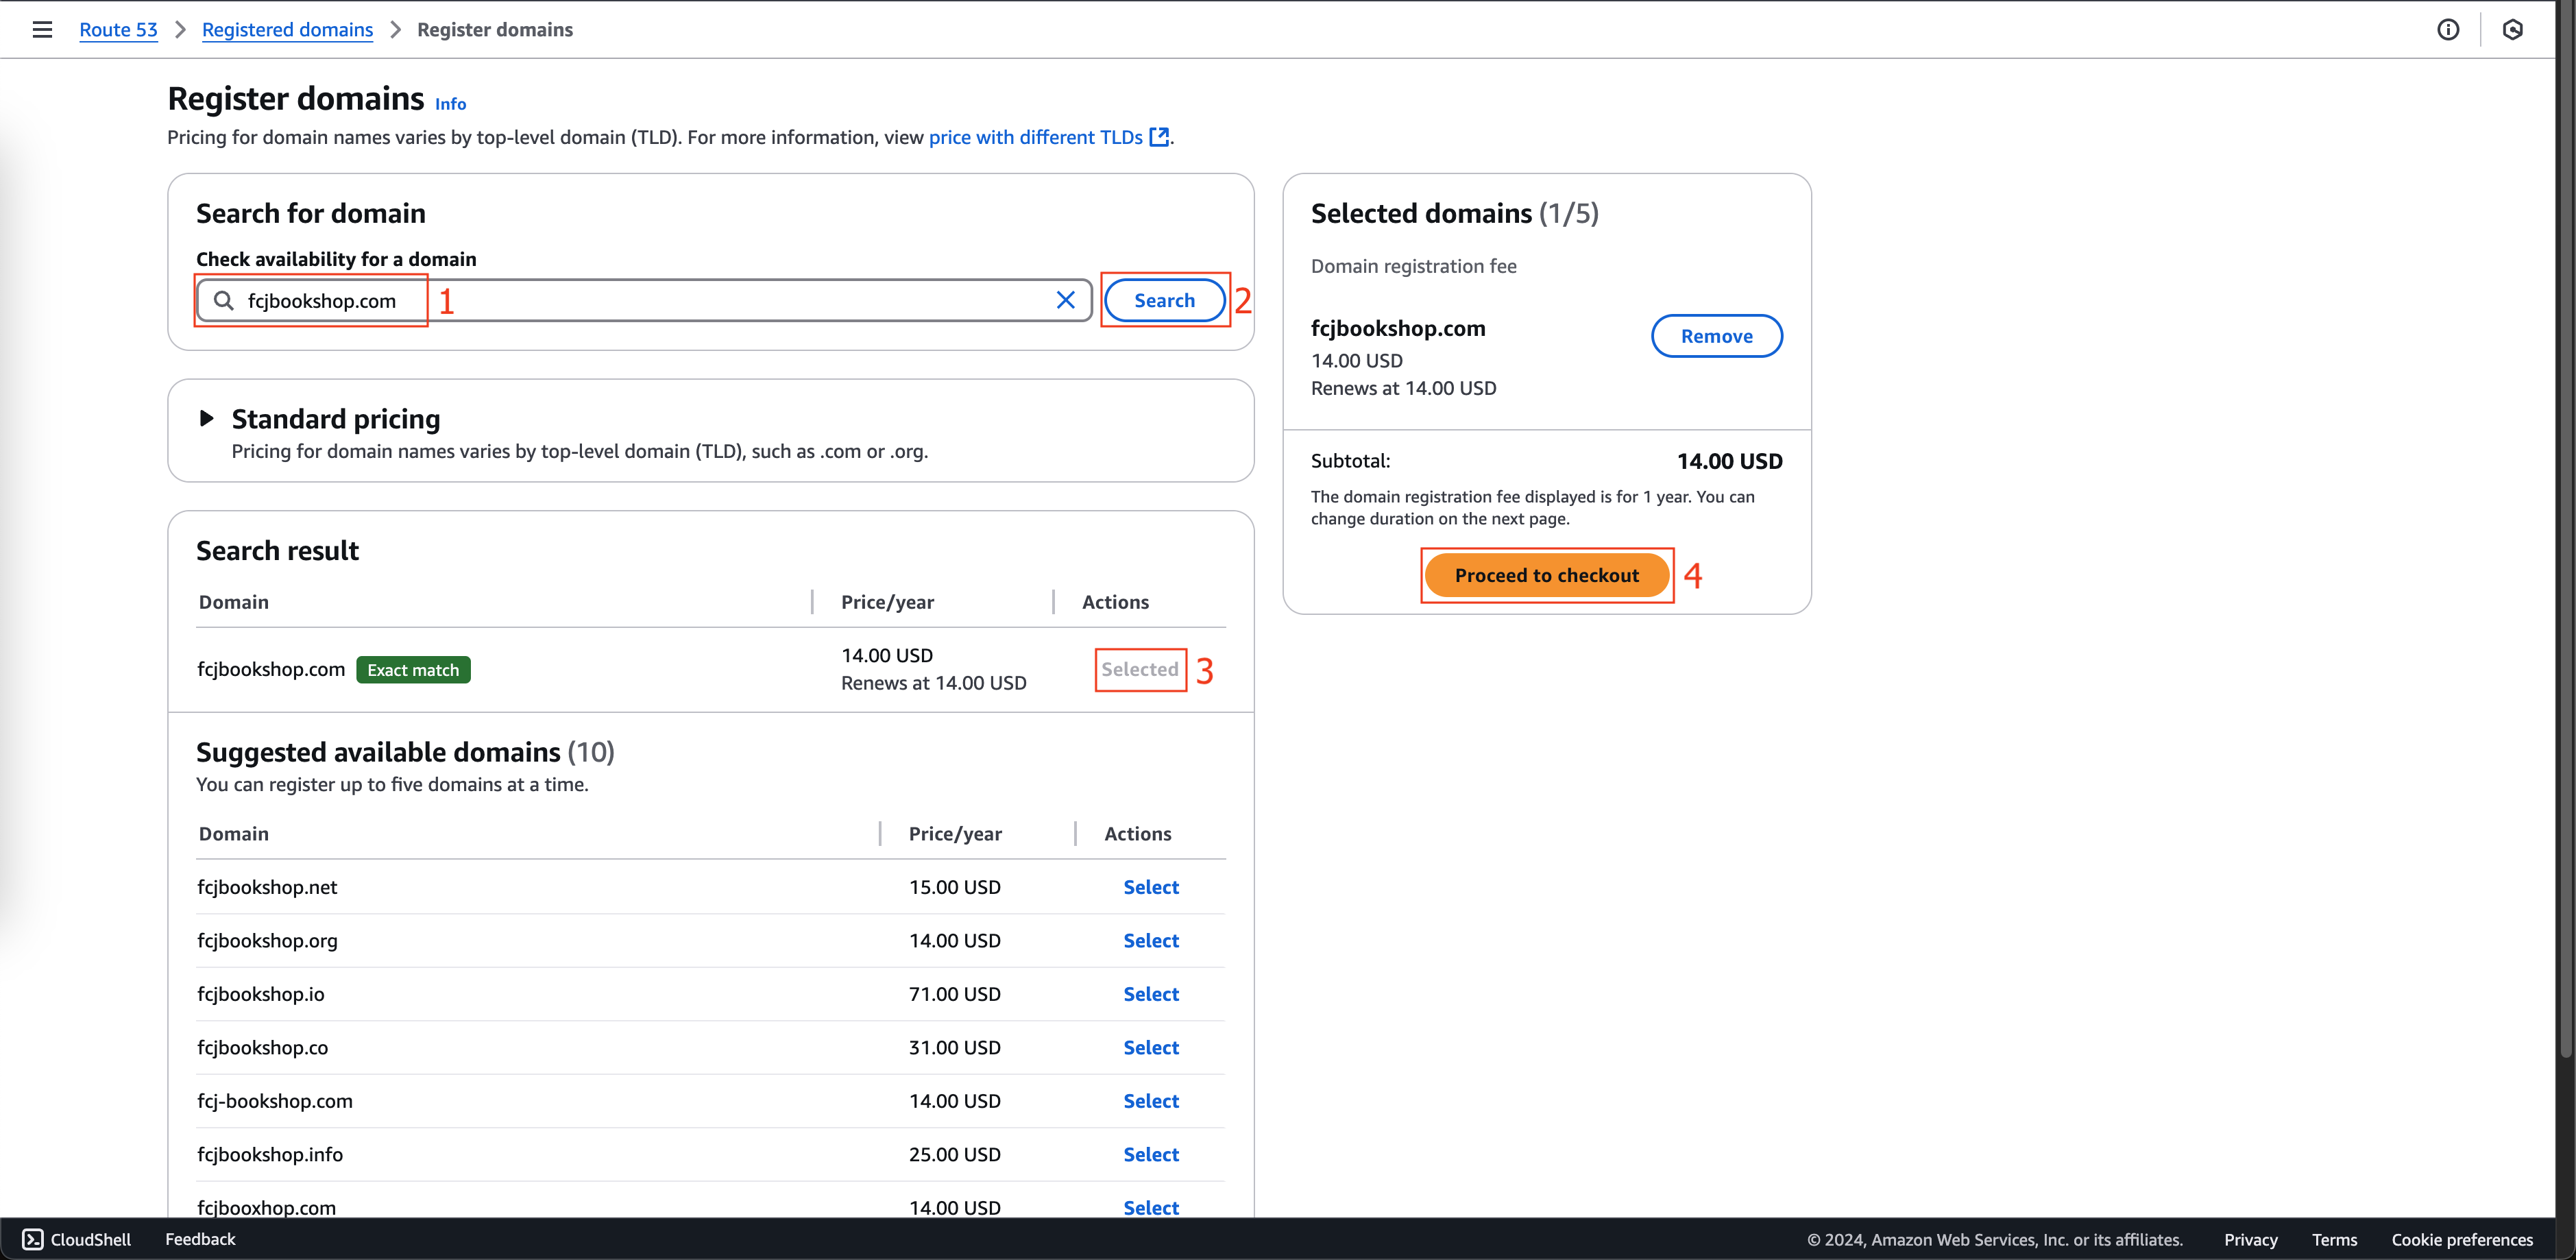 Route 53 > Registered domains > Register domains
Register domains Info
Pricing for domain names varies by top-level domain (TLD). For more information, view price with different TLDs.
Search for domain
Check availability for a domain
fcjbookshop.com 1 Search 2
Standard pricing
Pricing for domain names varies by top-level domain (TLD), such as .com or .org.
Search result
Domain Price/year Actions
fcjbookshop.com Exact match 14.00 USD Selected 3
Renews at 14.00 USD
Suggested available domains (10)
You can register up to five domains at a time.
Domain Price/year Actions
fcjbookshop.net 15.00 USD Select
fcjbookshop.org 14.00 USD Select
fcjbookshop.io 71.00 USD Select
fcjbookshop.co 31.00 USD Select
fcj-bookshop.com 14.00 USD Select
fcjbookshop.info 25.00 USD Select
fcjbooxhop.com 14.00 USD Select
Selected domains (1/5)
Domain registration fee
fcjbookshop.com Remove
14.00 USD
Renews at 14.00 USD
Subtotal: 14.00 USD
The domain registration fee displayed is for 1 year. You can
change duration on the next page.
Proceed to checkout 4
CloudShell Feedback © 2024, Amazon Web Services, Inc. or its affiliates. Privacy Terms Cookie preferences